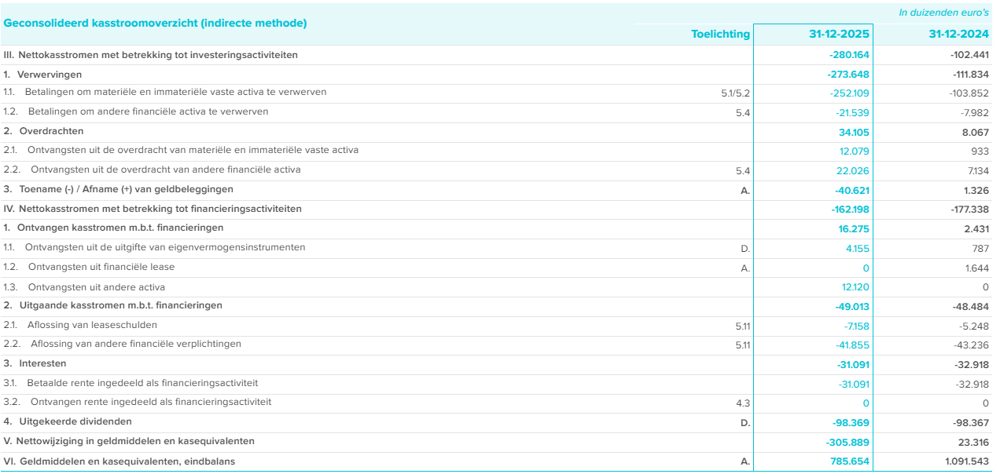 In duizenden euro's
Geconsolideerd kasstroomoverzicht (indirecte methode)
Toelichting 31-12-2025 31-12-2024
III. Nettokasstromen met betrekking tot investeringsactiviteiten -280.164 -102.441
1. Verwervingen -273.648 -111.834
1.1. Betalingen om materiële en immateriële vaste activa te verwerven 5.1/5.2 -252.109 -103.852
1.2. Betalingen om andere financiële activa te verwerven 5.4 -21.539 -7.982
2. Overdrachten 34.105 8.067
2.1. Ontvangsten uit de overdracht van materiële en immateriële vaste activa 12.079 933
2.2. Ontvangsten uit de overdracht van andere financiële activa 5.4 22.026 7.134
3. Toename (-) / Afname (+) van geldbeleggingen A. -40.621 1.326
IV. Nettokasstromen met betrekking tot financieringsactiviteiten -162.198 -177.338
1. Ontvangen kasstromen m.b.t. financieringen 16.275 2.431
1.1. Ontvangsten uit de uitgifte van eigenvermogensinstrumenten D. 4.155 787
1.2. Ontvangsten uit financiële lease A. 0 1.644
1.3. Ontvangsten uit andere activa 12.120 0
2. Uitgaande kasstromen m.b.t. financieringen -49.013 -48.484
2.1. Aflossing van leaseschulden 5.11 -7.158 -5.248
2.2. Aflossing van andere financiële verplichtingen 5.11 -41.855 -43.236
3. Interesten -31.091 -32.918
3.1. Betaalde rente ingedeeld als financieringsactiviteit -31.091 -32.918
3.2. Ontvangen rente ingedeeld als financieringsactiviteit 4.3 0 0
4. Uitgekeerde dividenden D. -98.369 -98.367
V. Nettowijziging in geldmiddelen en kasequivalenten -305.889 23.316
VI. Geldmiddelen en kasequivalenten, eindbalans A. 785.654 1.091.543